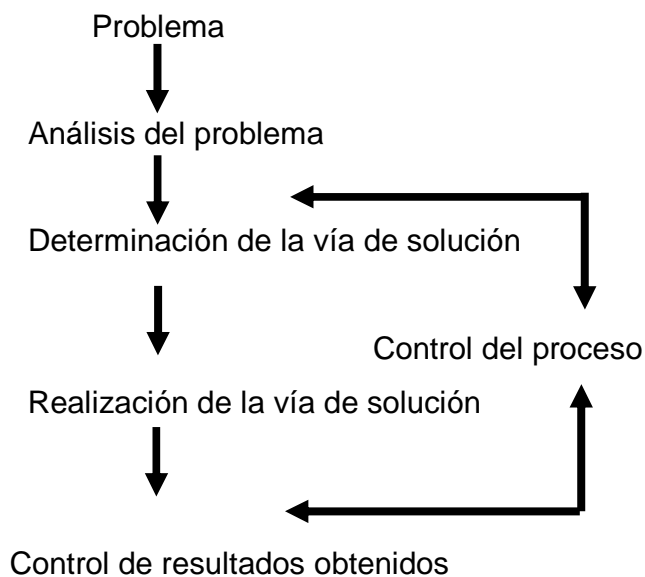 Problema
Análisis del problema
Determinación de la vía de solución
Control del proceso
Realización de la vía de solución
Control de resultados obtenidos